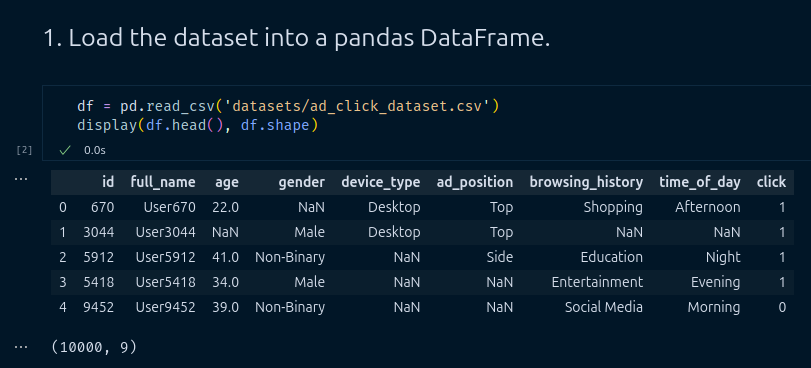 1. Load the dataset into a pandas DataFrame.
df = pd.read_csv('datasets/ad_click_dataset.csv')
display(df.head(), df.shape)
[2] ✓ 0.0s
... id full_name age gender device_type ad_position browsing_history time_of_day click
0 670 User670 22.0 NaN Desktop Top Shopping Afternoon 1
1 3044 User3044 NaN Male Desktop Top NaN NaN 1
2 5912 User5912 41.0 Non-Binary NaN Side Education Night 1
3 5418 User5418 34.0 Male NaN NaN Entertainment Evening 1
4 9452 User9452 39.0 Non-Binary NaN NaN Social Media Morning 0
... (10000, 9)